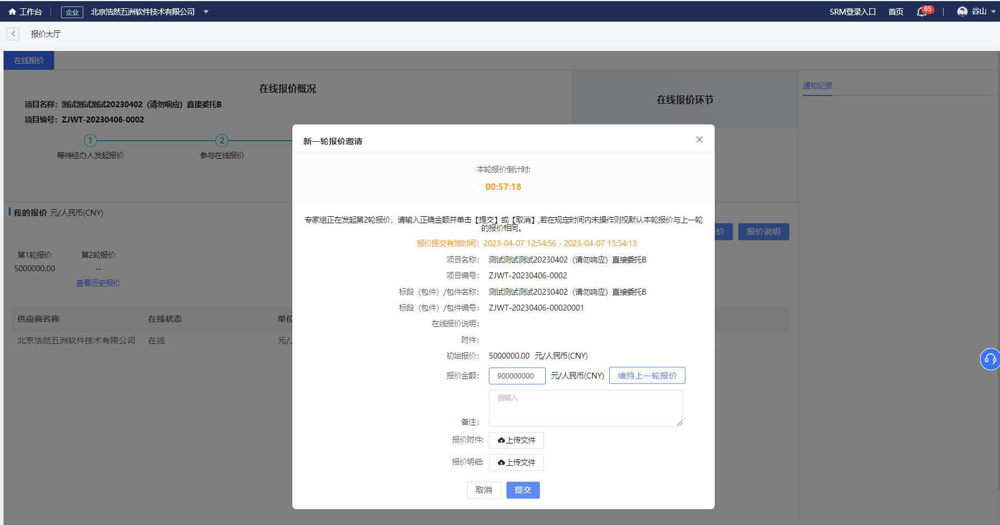 工作台 企业 北京浩然五洲软件技术有限公司 SRM登录入口 首页 85 谷山
报价大厅
在线报价
在线报价概况
项目名称：测试测试测试20230402（请勿响应）直接委托B
项目编号：ZJWT-20230406-0002
1 2
等待经办人发起报价 参与在线报价
在线报价环节
通知记录
我的报价 元/人民币(CNY)
价 报价说明
第1轮报价 第2轮报价
5000000.00 --
查看历史报价
供应商名称 在线状态 单位
北京浩然五洲软件技术有限公司 在线 元/
新一轮报价邀请
本轮报价倒计时:
00:57:18
专家组正在发起第2轮报价，请输入正确金额并单击【提交】或【取消】,若在规定时间内未操作则视默认本轮报价与上一轮
的报价相同。
报价提交有效时间：2023-04-07 12:54:56 - 2023-04-07 13:54:13
项目名称： 测试测试测试20230402（请勿响应）直接委托B
项目编号： ZJWT-20230406-0002
标段（包件）/包件名称： 测试测试测试20230402（请勿响应）直接委托B
标段（包件）/包件编号： ZJWT-20230406-00020001
在线报价说明：
附件：
初始报价： 5000000.00 元/人民币(CNY)
报价金额： 900000000 元/人民币(CNY) 维持上一轮报价
请输入
备注：
报价附件: 上传文件
报价明细: 上传文件
取消 提交